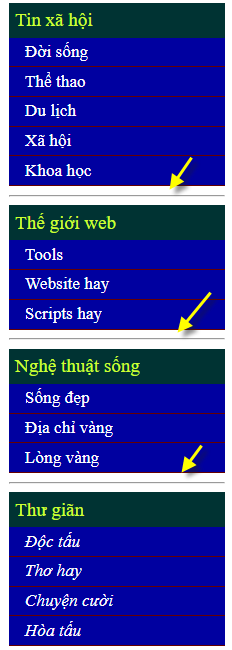 Tin xã hội
Đời sống
Thể thao
Du lịch
Xã hội
Khoa học
Thế giới web
Tools
Website hay
Scripts hay
Nghệ thuật sống
Sống đẹp
Địa chỉ vàng
Lòng vàng
Thư giãn
Độc tấu
Thơ hay
Chuyện cười
Hòa tấu